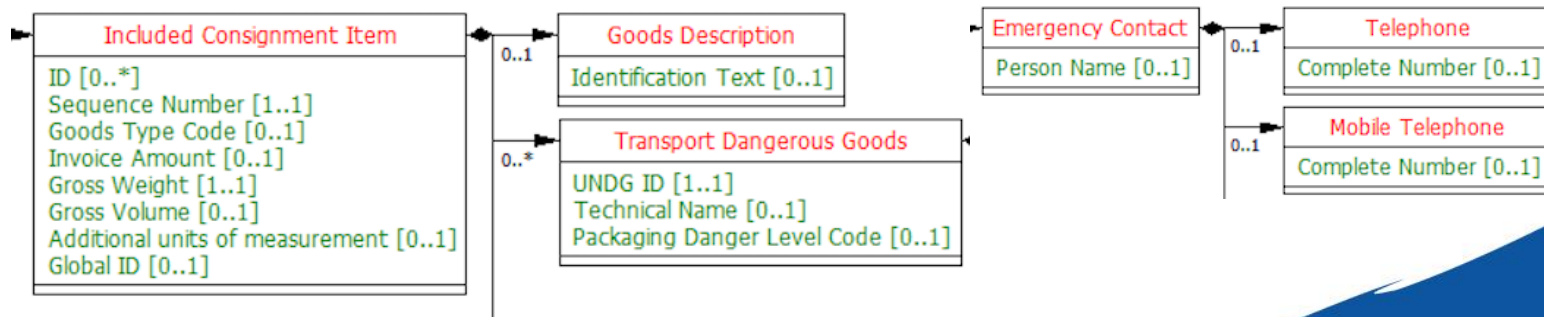 Included Consignment Item
ID [0..*]
Sequence Number [1..1]
Goods Type Code [0..1]
Invoice Amount [0..1]
Gross Weight [1..1]
Gross Volume [0..1]
Additional units of measurement [0..1]
Global ID [0..1]
0..1
Goods Description
Identification Text [0..1]
0..*
Transport Dangerous Goods
UNDG ID [1..1]
Technical Name [0..1]
Packaging Danger Level Code [0..1]
Emergency Contact
Person Name [0..1]
0..1
Telephone
Complete Number [0..1]
0..1
Mobile Telephone
Complete Number [0..1]